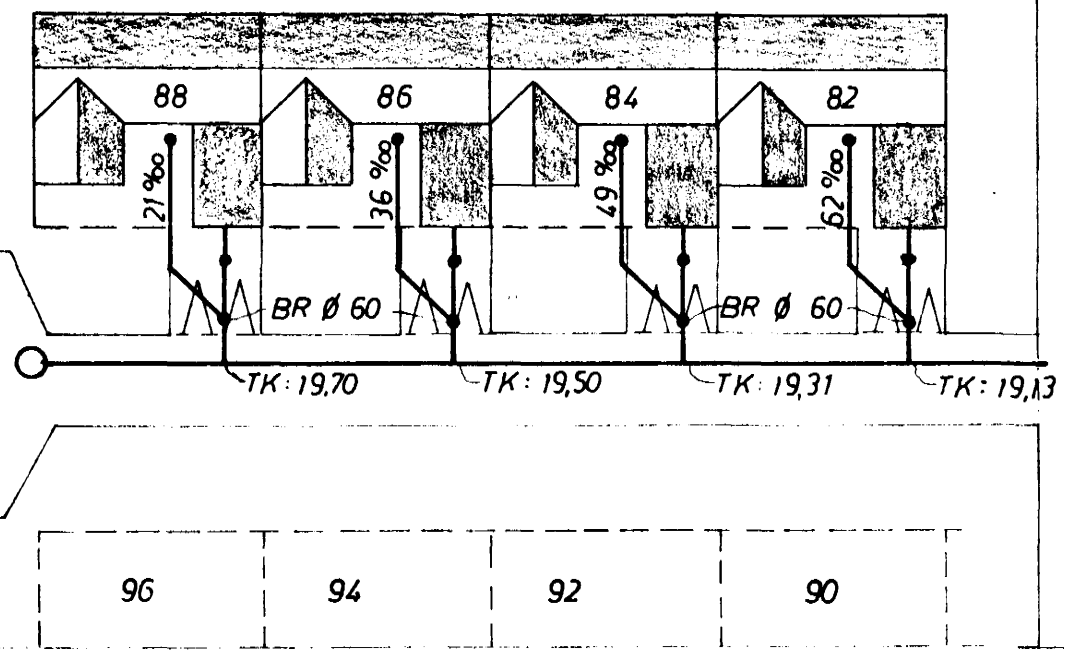 88
86
84
82
21 ‰
36 ‰
49 ‰
62 ‰
BR Ø 60
BR Ø 60
TK: 19,70
TK: 19,50
TK: 19,31
TK: 19,13
96
94
92
90